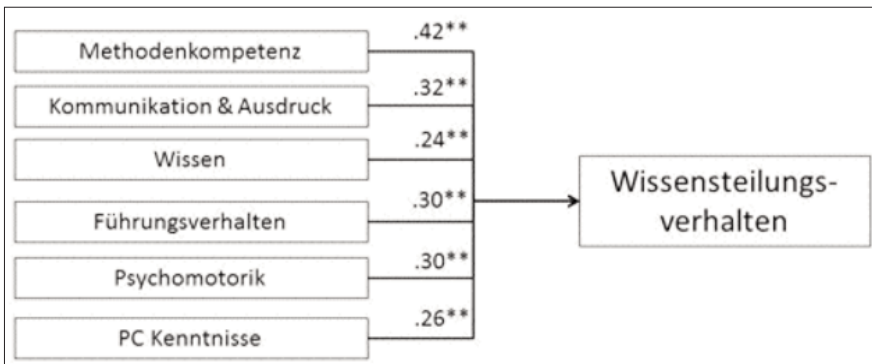 Methodenkompetenz .42**
Kommunikation & Ausdruck .32**
Wissen .24**
Führungsverhalten .30**
Psychomotorik .30**
PC Kenntnisse .26**
Wissensteilungs-
verhalten